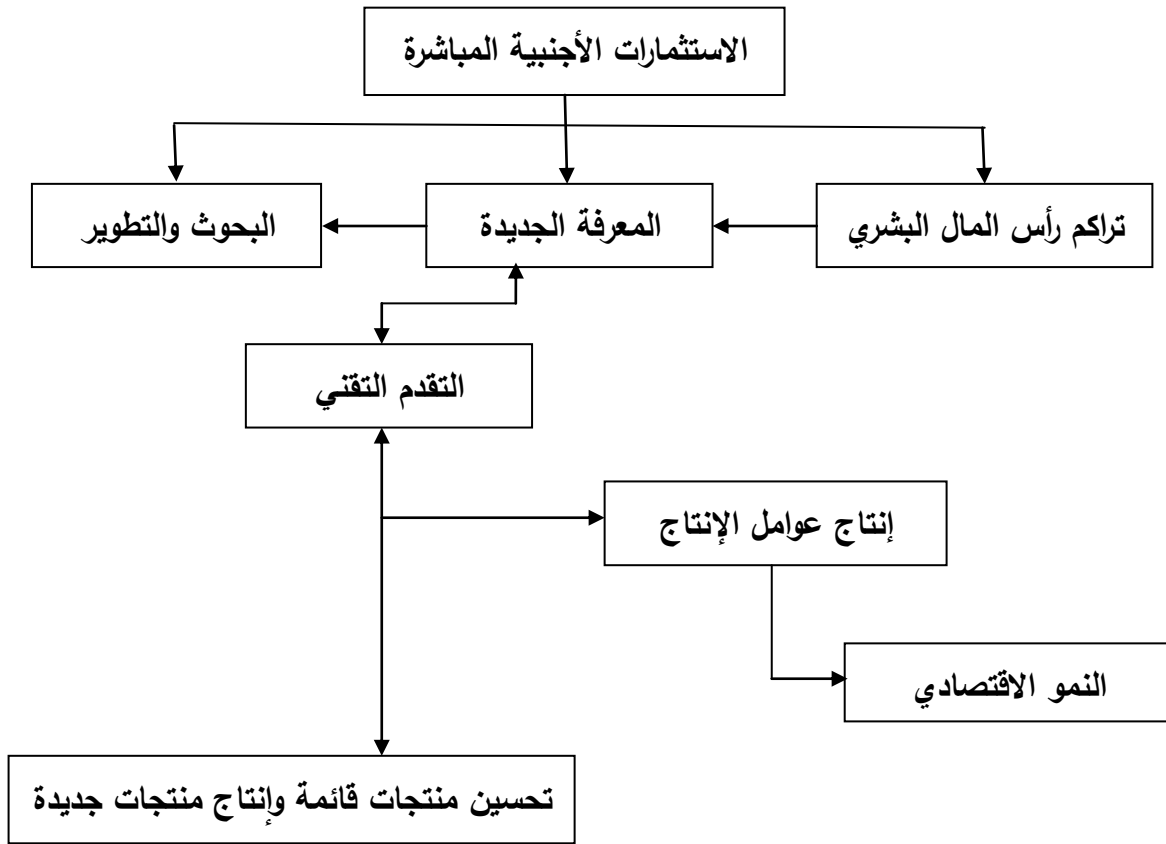 الاستثمارات الأجنبية المباشرة
تراكم رأس المال البشري
المعرفة الجديدة
البحوث والتطوير
التقدم التقني
إنتاج عوامل الإنتاج
النمو الاقتصادي
تحسين منتجات قائمة وإنتاج منتجات جديدة